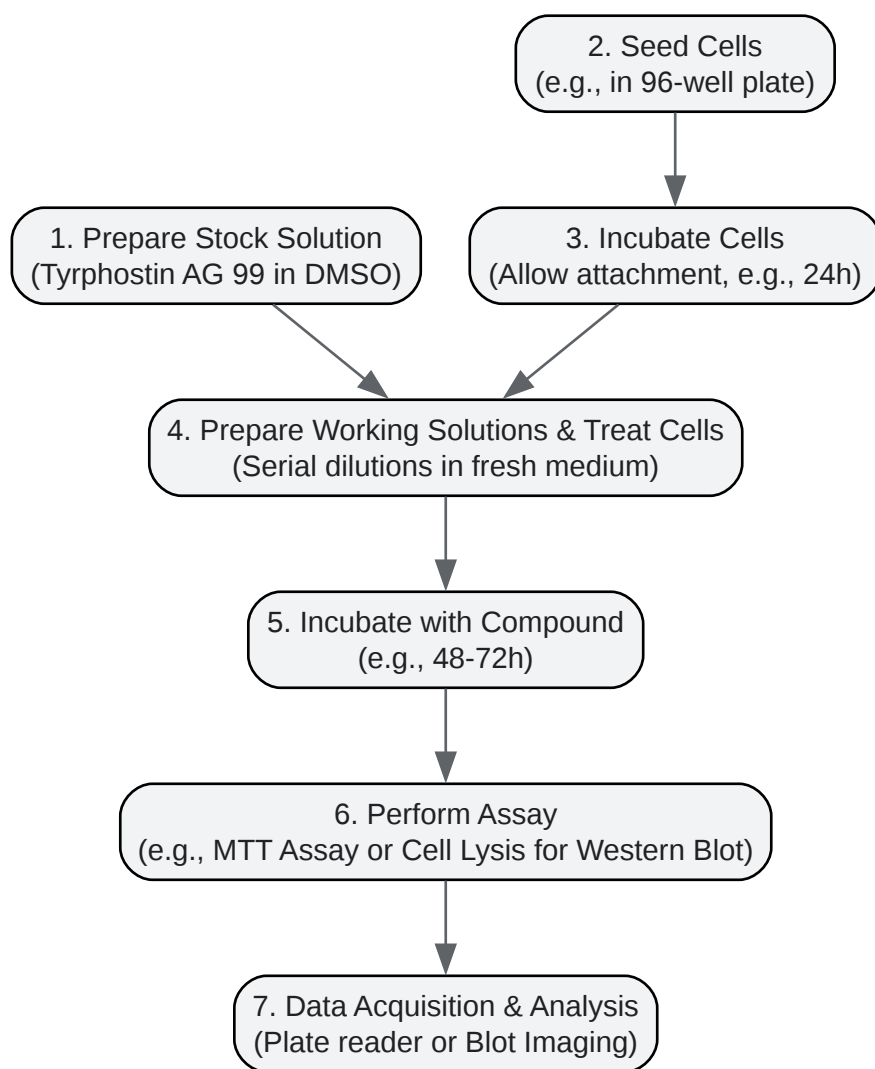 2. Seed Cells
(e.g., in 96-well plate)
1. Prepare Stock Solution
(Tyrphostin AG 99 in DMSO)
3. Incubate Cells
(Allow attachment, e.g., 24h)
4. Prepare Working Solutions & Treat Cells
(Serial dilutions in fresh medium)
5. Incubate with Compound
(e.g., 48-72h)
6. Perform Assay
(e.g., MTT Assay or Cell Lysis for Western Blot)
7. Data Acquisition & Analysis
(Plate reader or Blot Imaging)